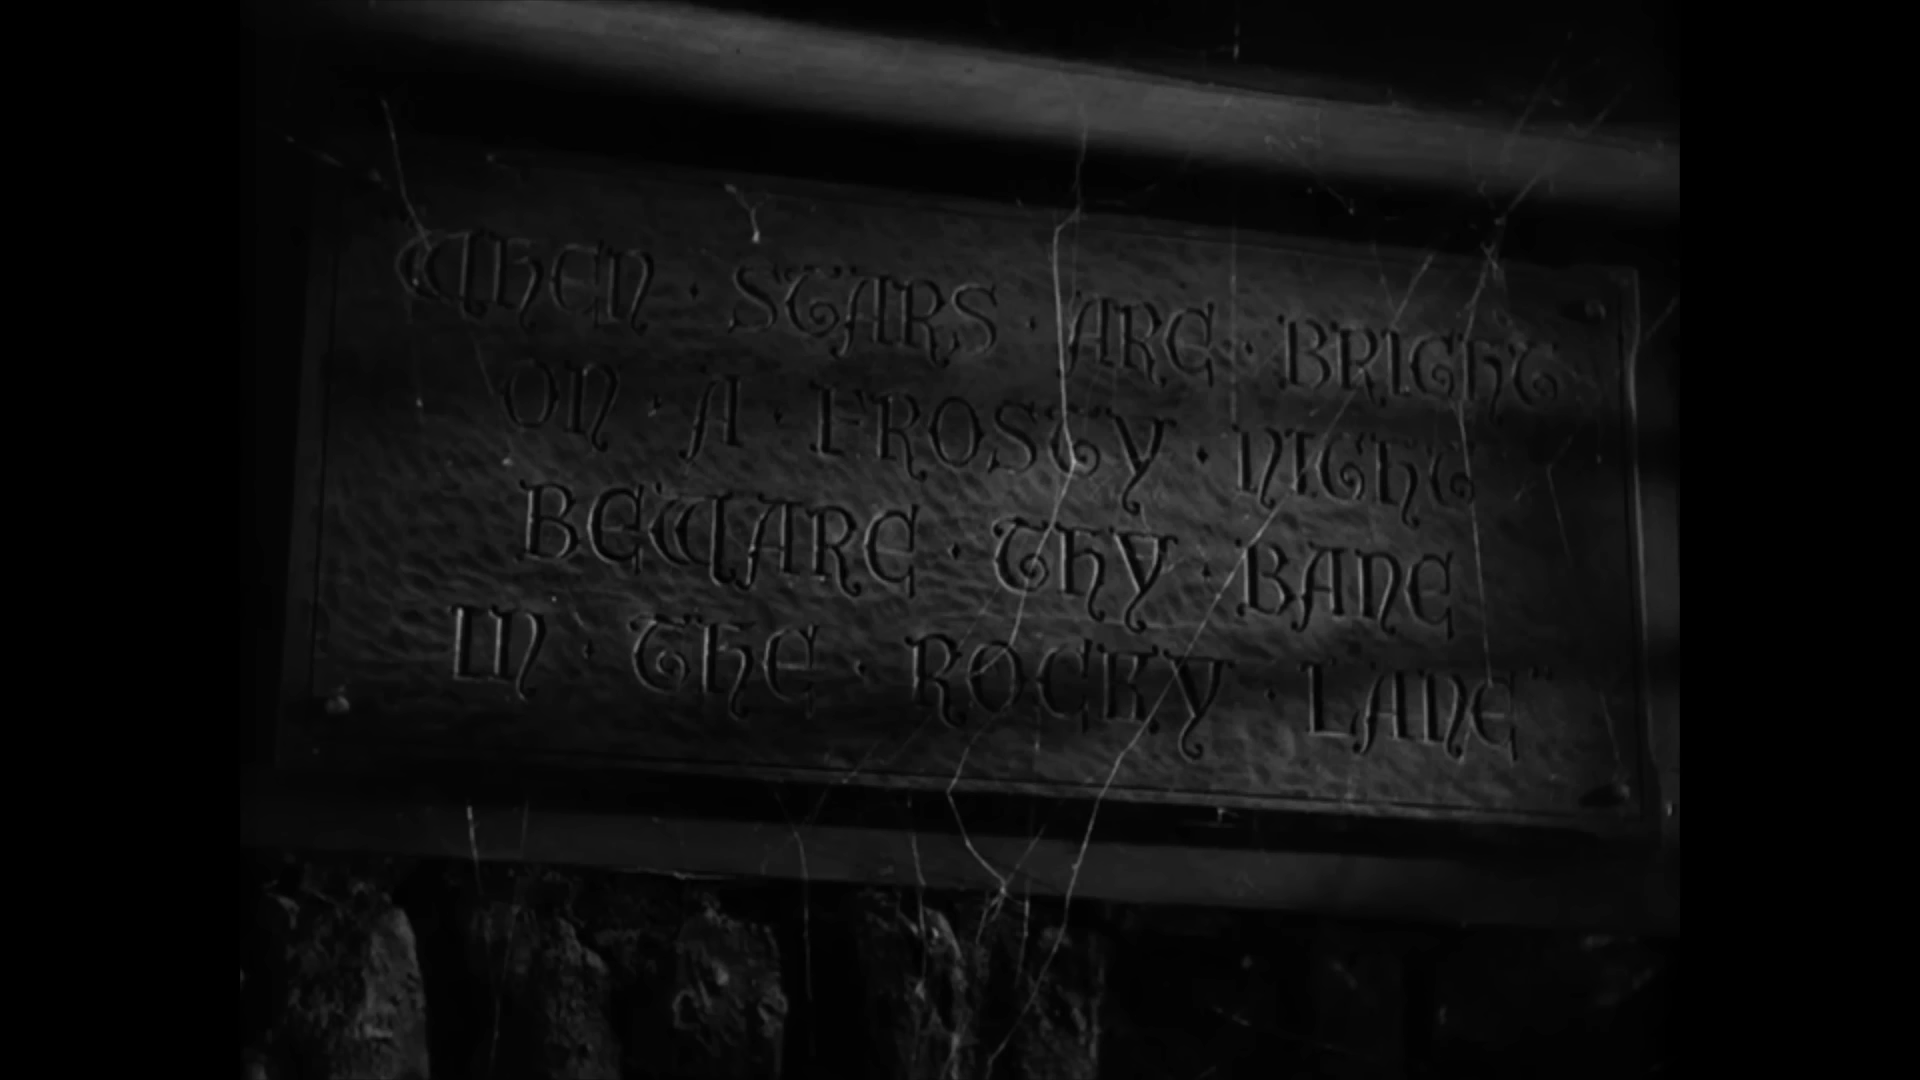 WHEN · STARS · ARE · BRIGHT
ON · A · FROSTY · NIGHT
BEWARE · THY · BANE
IN · THE · ROCKY · LANE"